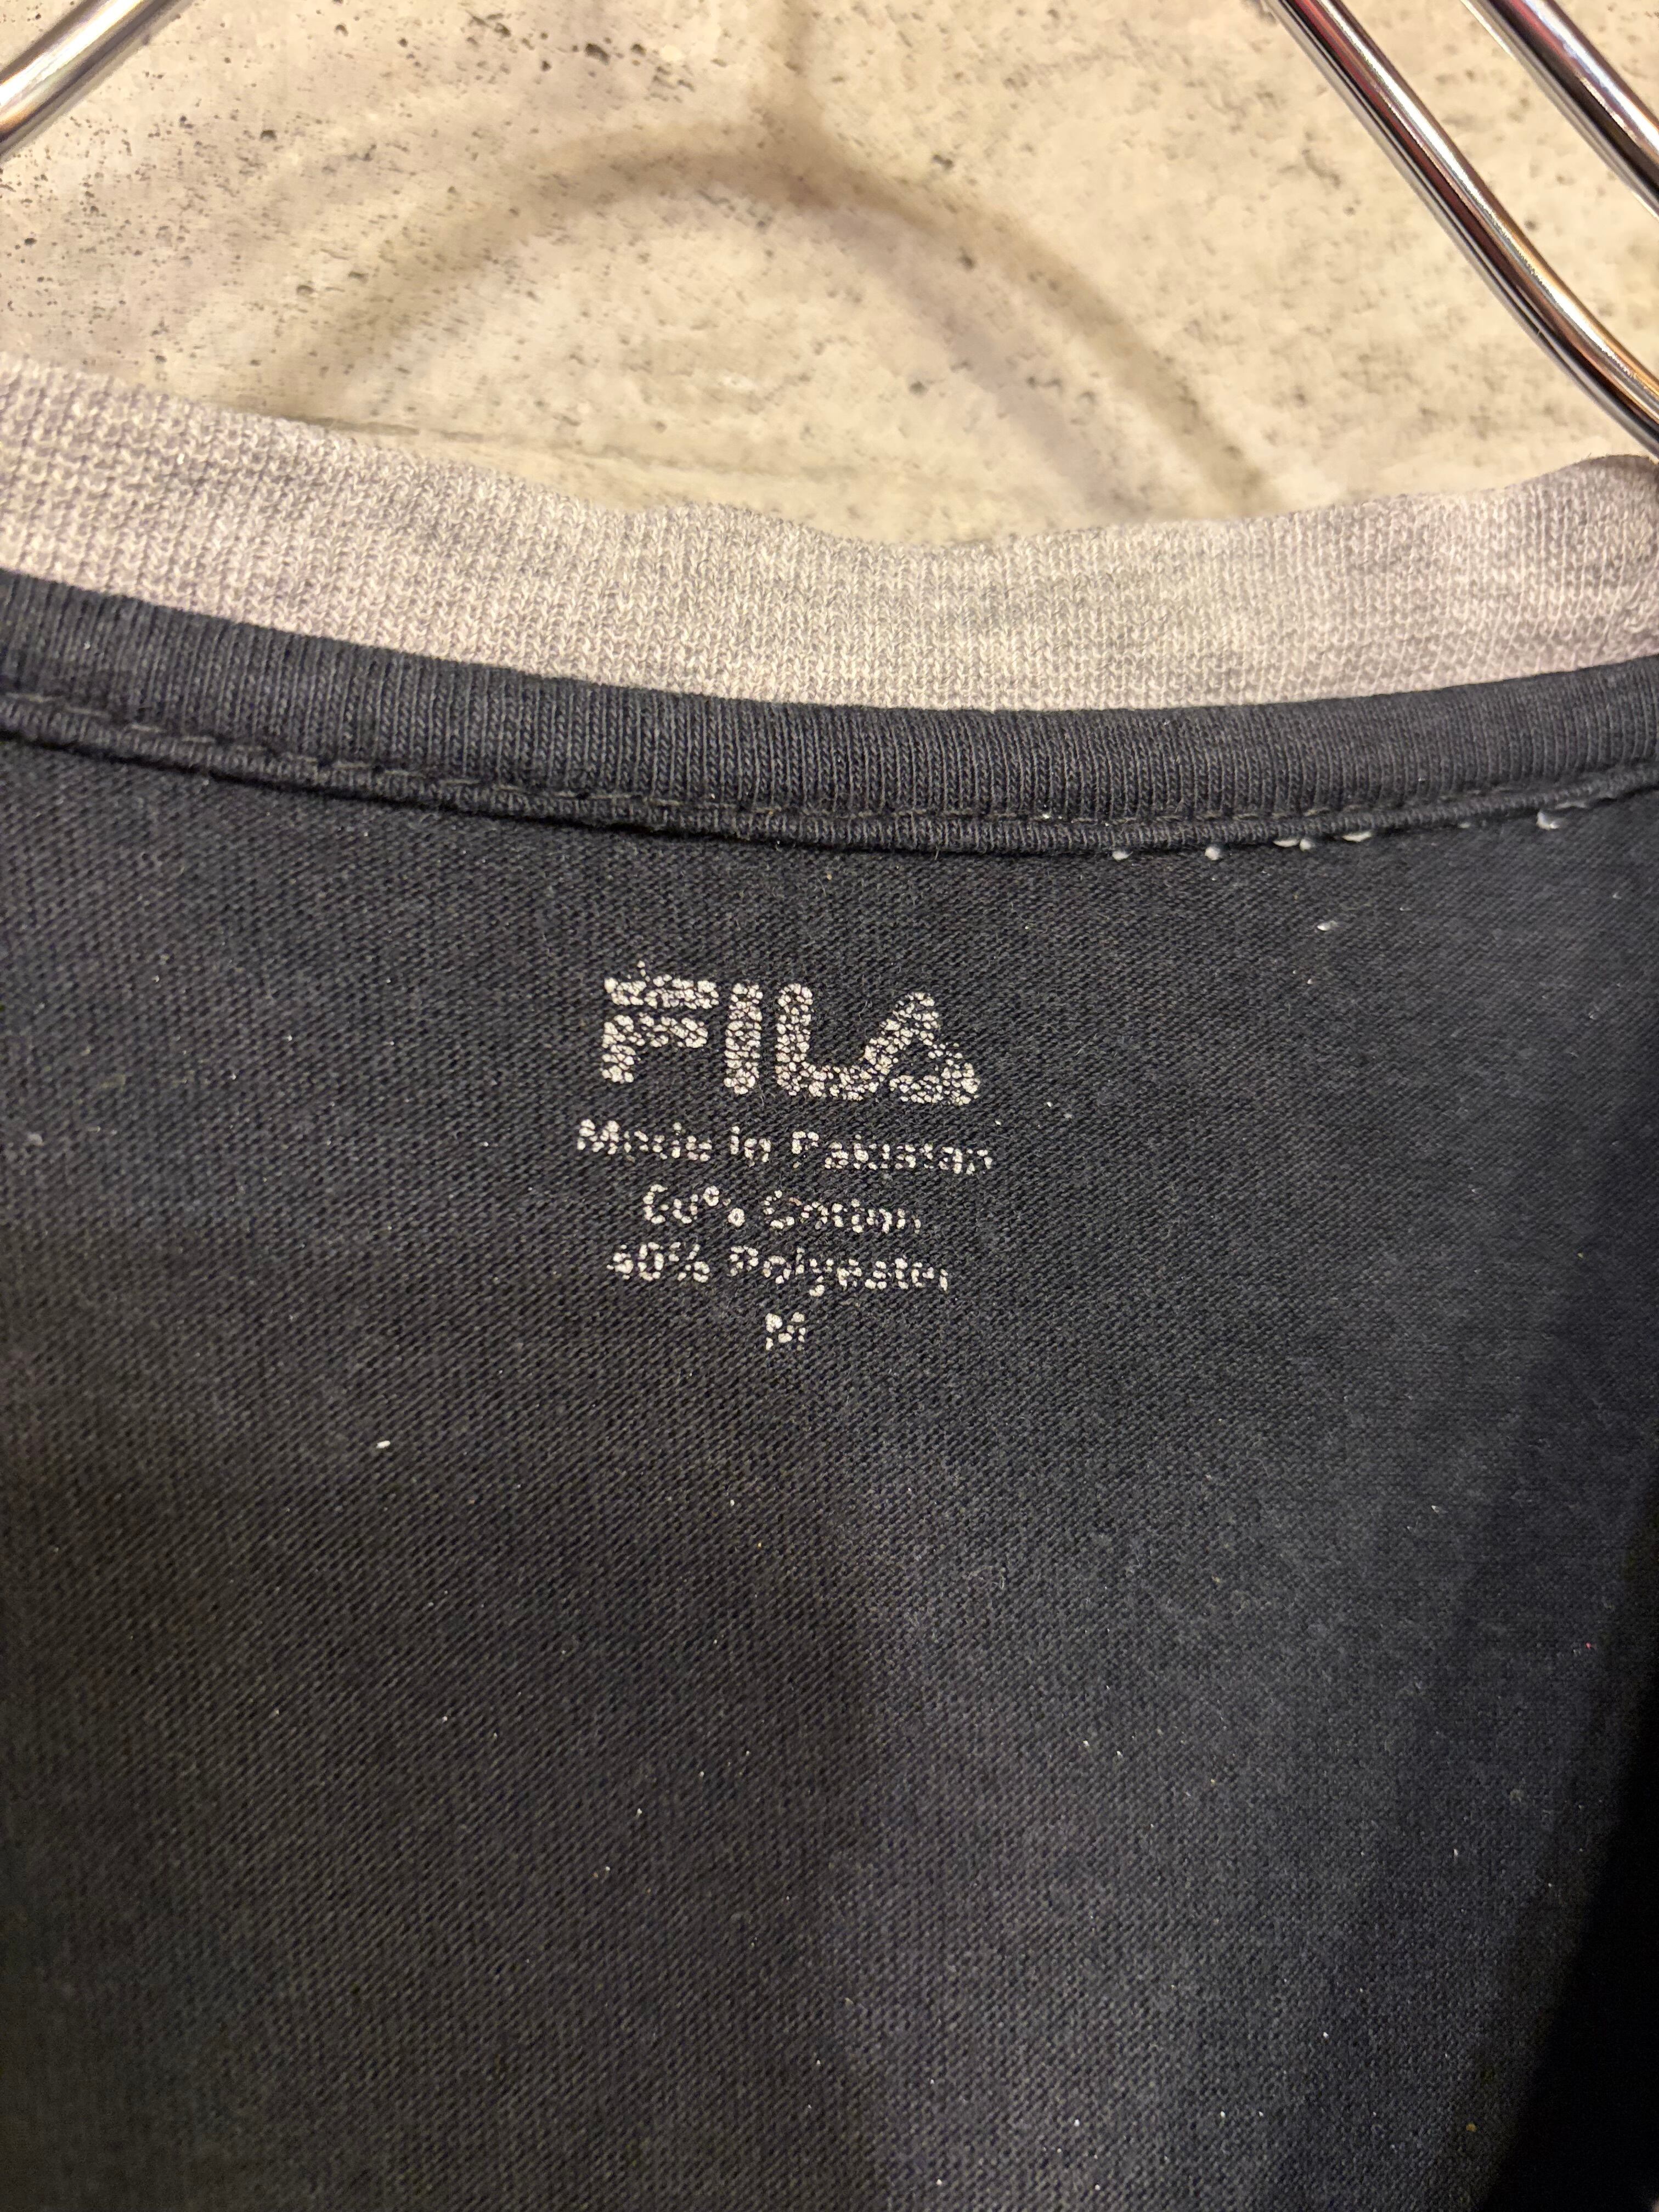 FILA
Made in Pakistan
60% Cotton
40% Polyester
M